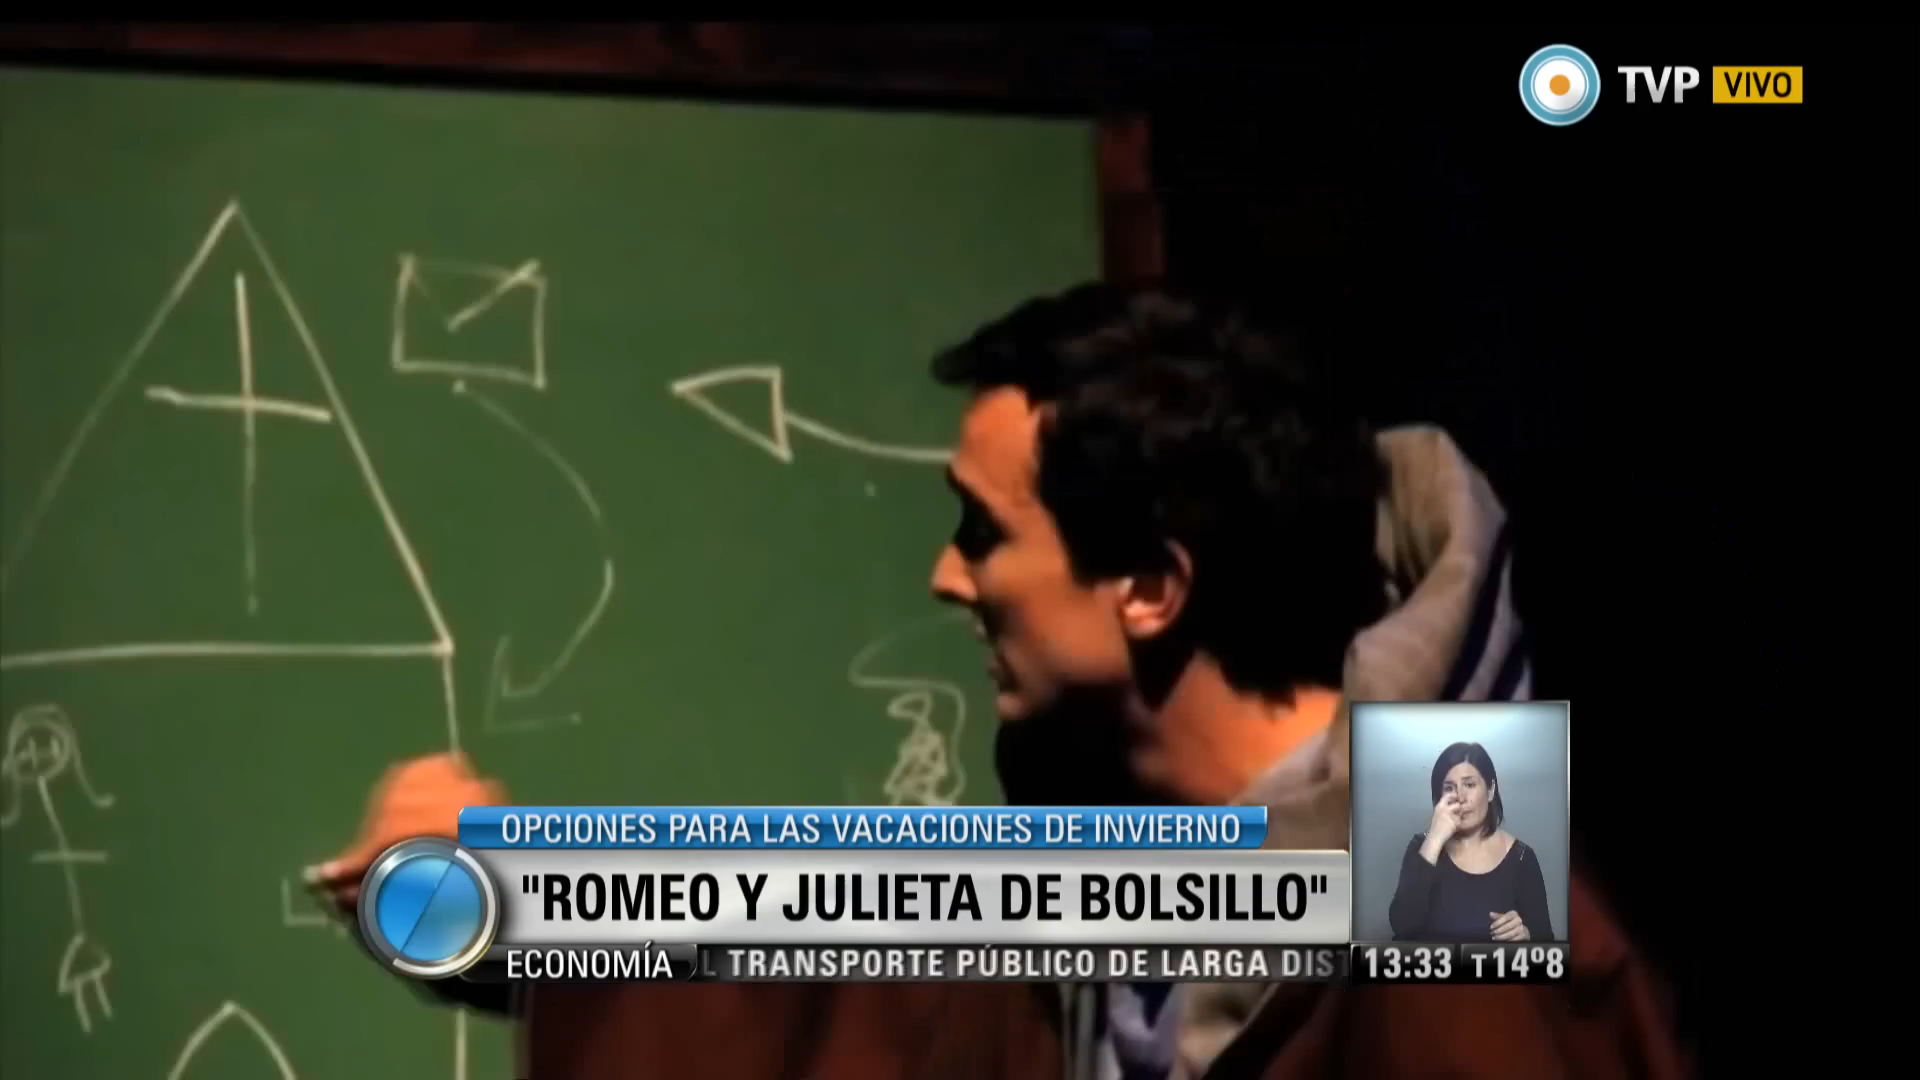 TVP VIVO
OPCIONES PARA LAS VACACIONES DE INVIERNO
"ROMEO Y JULIETA DE BOLSILLO"
ECONOMÍA L TRANSPORTE PÚBLICO DE LARGA DIST 13:33 T14º8